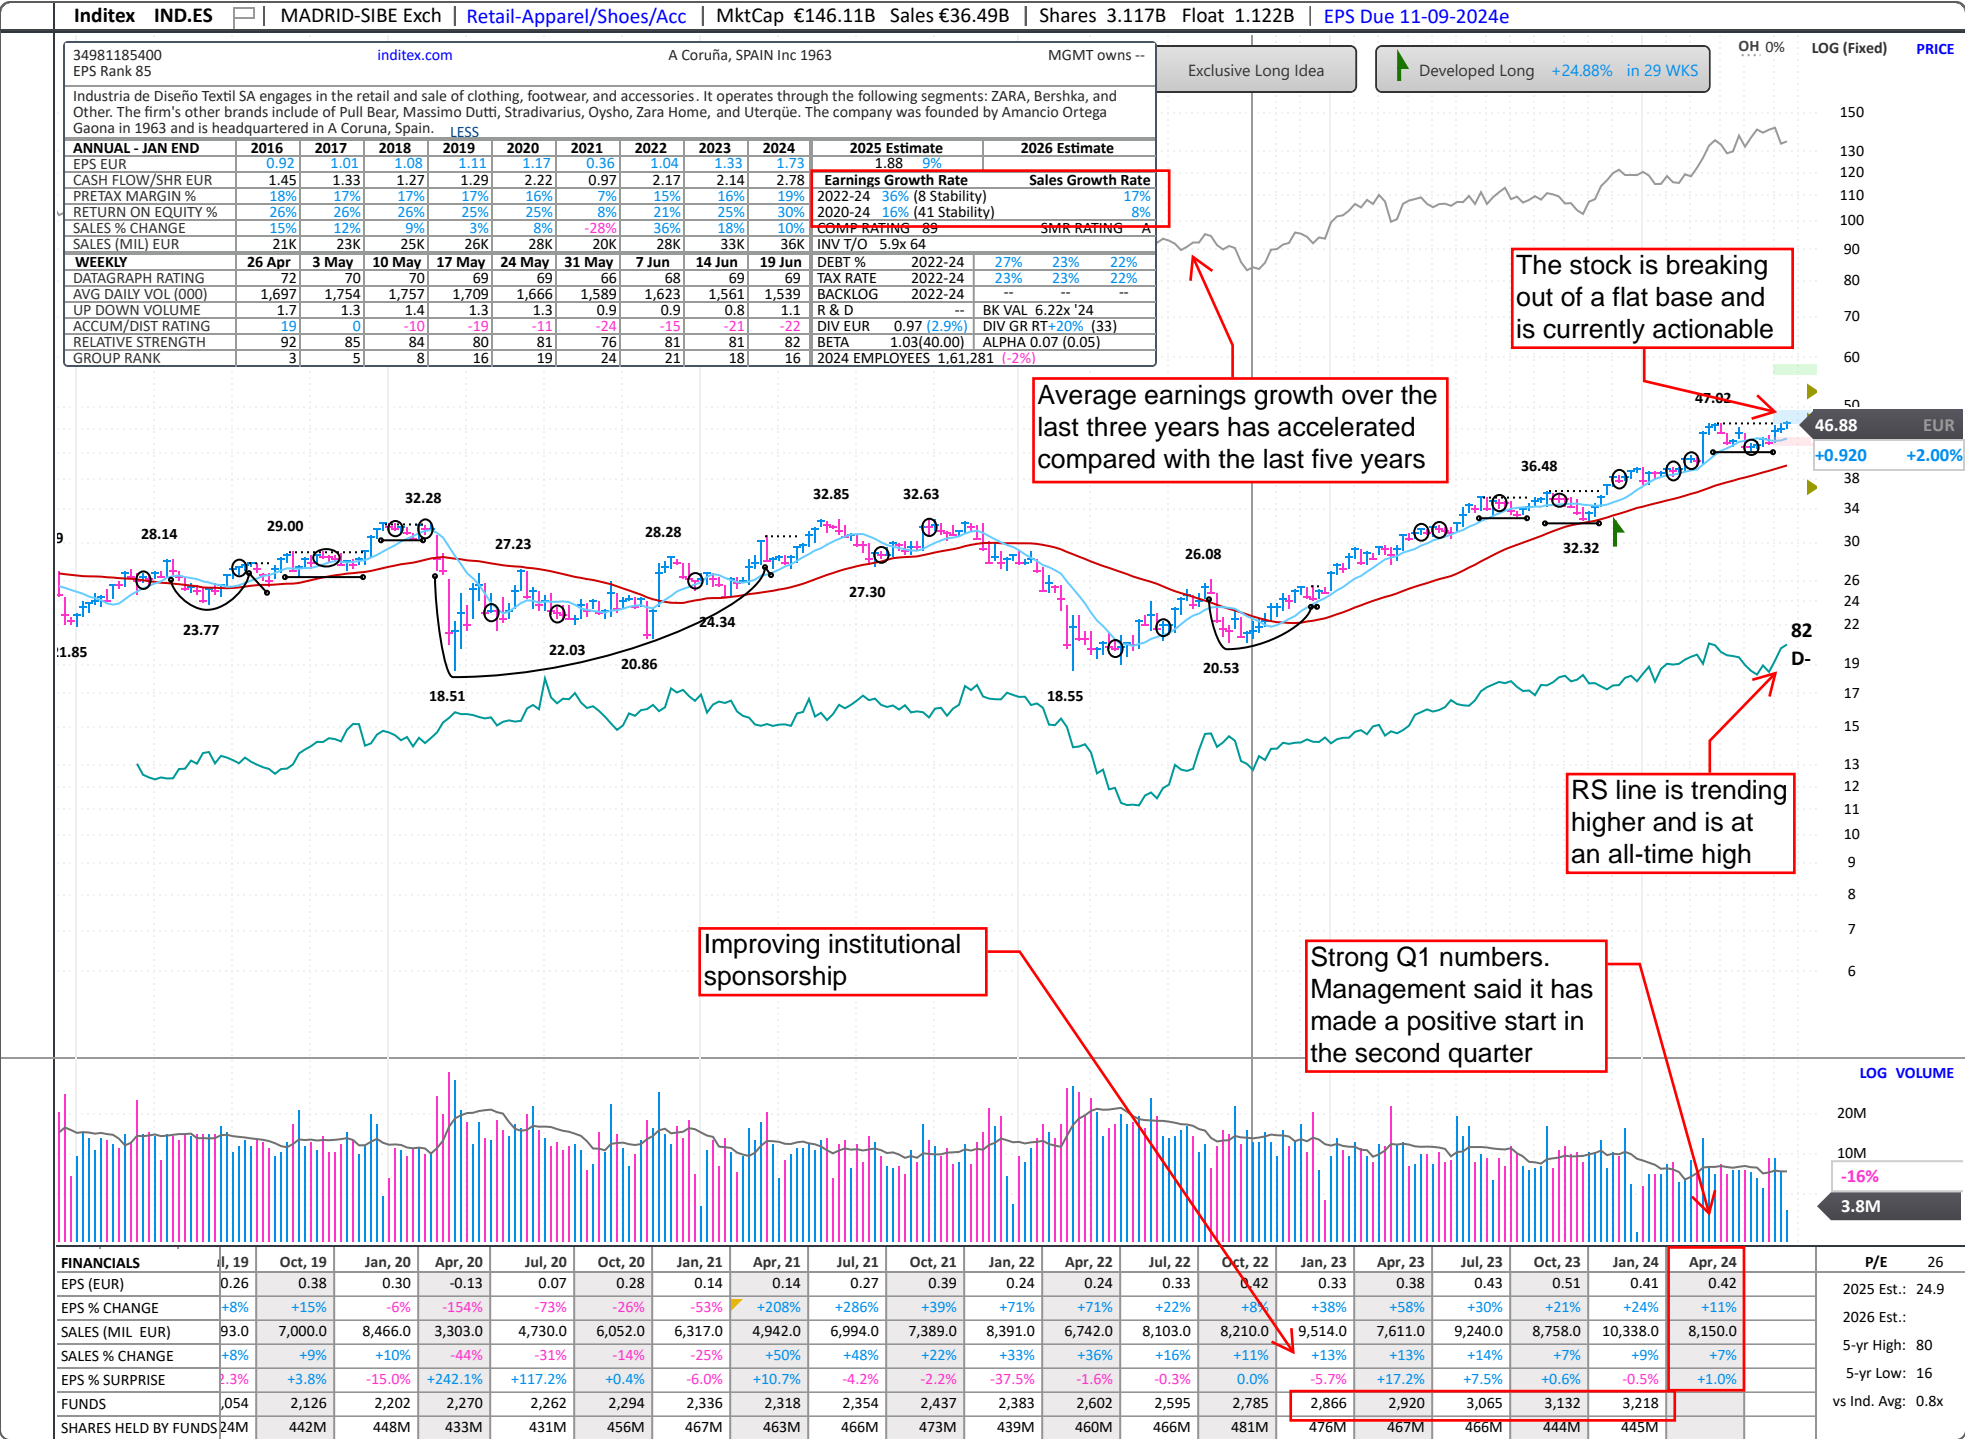 Inditex IND.ES MADRID-SIBE Exch Retail-Apparel/Shoes/Acc MktCap €146.11B Sales €36.49B Shares 3.117B Float 1.122B EPS Due 11-09-2024e
34981185400 inditex.com A Coruña, SPAIN Inc 1963 MGMT owns --
EPS Rank 85
Industria de Diseño Textil SA engages in the retail and sale of clothing, footwear, and accessories. It operates through the following segments: ZARA, Bershka, and
Other. The firm's other brands include of Pull Bear, Massimo Dutti, Stradivarius, Oysho, Zara Home, and Uterqüe. The company was founded by Amancio Ortega
Gaona in 1963 and is headquartered in A Coruna, Spain. LESS
Exclusive Long Idea
Developed Long +24.88% in 29 WKS
OH 0% LOG (Fixed) PRICE
ANNUAL - JAN END 2016 2017 2018 2019 2020 2021 2022 2023 2024 2025 Estimate 2026 Estimate
EPS EUR 0.92 1.01 1.08 1.11 1.17 0.36 1.04 1.33 1.73 1.88 9%
CASH FLOW/SHR EUR 1.45 1.33 1.27 1.29 2.22 0.97 2.17 2.14 2.78 Earnings Growth Rate Sales Growth Rate
PRETAX MARGIN % 18% 17% 17% 17% 16% 7% 15% 16% 19% 2022-24 36% (8 Stability) 17%
RETURN ON EQUITY % 26% 26% 26% 25% 25% 8% 21% 25% 30% 2020-24 16% (41 Stability) 8%
SALES % CHANGE 15% 12% 9% 3% 8% -28% 36% 18% 10% COMP RATING 89 SMR RATING A
SALES (MIL) EUR 21K 23K 25K 26K 28K 20K 28K 33K 36K INV T/O 5.9x 64
WEEKLY 26 Apr 3 May 10 May 17 May 24 May 31 May 7 Jun 14 Jun 19 Jun DEBT % 2022-24 27% 23% 22%
DATAGRAPH RATING 72 70 70 69 69 66 68 69 69 TAX RATE 2022-24 23% 23% 22%
AVG DAILY VOL (000) 1,697 1,754 1,757 1,709 1,666 1,589 1,623 1,561 1,539 BACKLOG 2022-24 -- -- --
UP DOWN VOLUME 1.7 1.3 1.4 1.3 1.3 0.9 0.9 0.8 1.1 R & D -- BK VAL 6.22x '24
ACCUM/DIST RATING 19 0 -10 -19 -11 -24 -15 -21 -22 DIV EUR 0.97 (2.9%) DIV GR RT+20% (33)
RELATIVE STRENGTH 92 85 84 80 81 76 81 81 82 BETA 1.03(40.00) ALPHA 0.07 (0.05)
GROUP RANK 3 5 8 16 19 24 21 18 16 2024 EMPLOYEES 1,61,281 (-2%)
The stock is breaking
out of a flat base and
is currently actionable
Average earnings growth over the
last three years has accelerated
compared with the last five years
150
130
120
110
100
90
80
70
60
50
46.88 EUR
+0.920 +2.00%
38
34
30
26
24
22
19
17
15
13
12
11
10
9
8
7
6
47.02
36.48
32.32
9
28.14
29.00
32.28
27.23
28.28
32.85
32.63
26.08
23.77
21.85
22.03
20.86
24.34
27.30
18.51
18.55
20.53
82
D-
RS line is trending
higher and is at
an all-time high
Improving institutional
sponsorship
Strong Q1 numbers.
Management said it has
made a positive start in
the second quarter
LOG VOLUME
20M
10M
-16%
3.8M
FINANCIALS l, 19 Oct, 19 Jan, 20 Apr, 20 Jul, 20 Oct, 20 Jan, 21 Apr, 21 Jul, 21 Oct, 21 Jan, 22 Apr, 22 Jul, 22 Oct, 22 Jan, 23 Apr, 23 Jul, 23 Oct, 23 Jan, 24 Apr, 24 P/E 26
EPS (EUR) 0.26 0.38 0.30 -0.13 0.07 0.28 0.14 0.14 0.27 0.39 0.24 0.24 0.33 0.42 0.33 0.38 0.43 0.51 0.41 0.42 2025 Est.: 24.9
EPS % CHANGE +8% +15% -6% -154% -73% -26% -53% +208% +286% +39% +71% +71% +22% +8% +38% +58% +30% +21% +24% +11% 2026 Est.:
SALES (MIL EUR) 93.0 7,000.0 8,466.0 3,303.0 4,730.0 6,052.0 6,317.0 4,942.0 6,994.0 7,389.0 8,391.0 6,742.0 8,103.0 8,210.0 9,514.0 7,611.0 9,240.0 8,758.0 10,338.0 8,150.0
SALES % CHANGE +8% +9% +10% -44% -31% -14% -25% +50% +48% +22% +33% +36% +16% +11% +13% +13% +14% +7% +9% +7% 5-yr High: 80
EPS % SURPRISE 2.3% +3.8% -15.0% +242.1% +117.2% +0.4% -6.0% +10.7% -4.2% -2.2% -37.5% -1.6% -0.3% 0.0% -5.7% +17.2% +7.5% +0.6% -0.5% +1.0% 5-yr Low: 16
FUNDS ,054 2,126 2,202 2,270 2,262 2,294 2,336 2,318 2,354 2,437 2,383 2,602 2,595 2,785 2,866 2,920 3,065 3,132 3,218 vs Ind. Avg: 0.8x
SHARES HELD BY FUNDS 24M 442M 448M 433M 431M 456M 467M 463M 466M 473M 439M 460M 466M 481M 476M 467M 466M 444M 445M